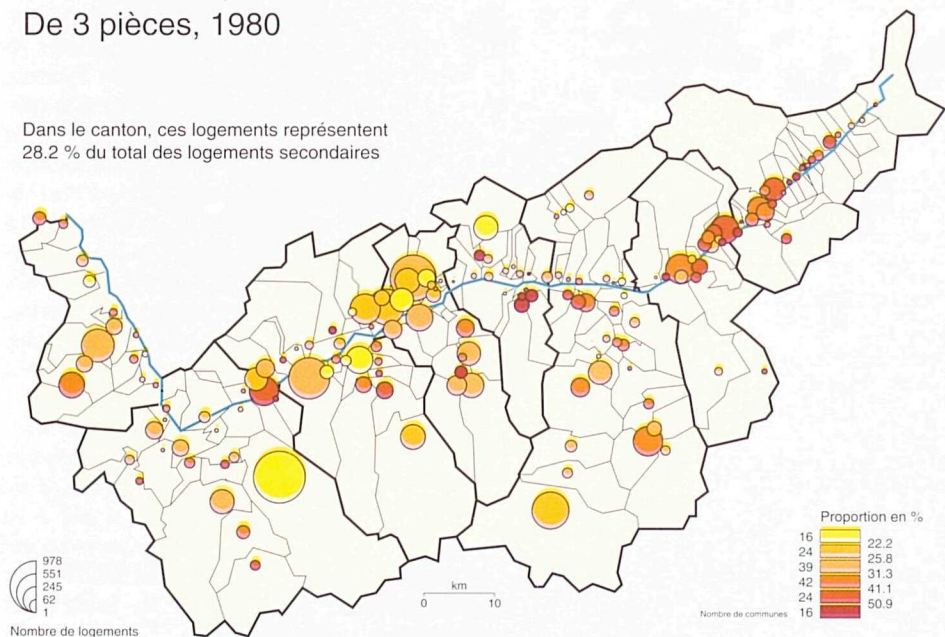 De 3 pièces, 1980
Dans le canton, ces logements représentent
28.2 % du total des logements secondaires
978
551
245
62
1
Nombre de logements
km
0 10
Proportion en %
16
22.2
24
25.8
39
31.3
42
41.1
24
50.9
Nombre de communes 16